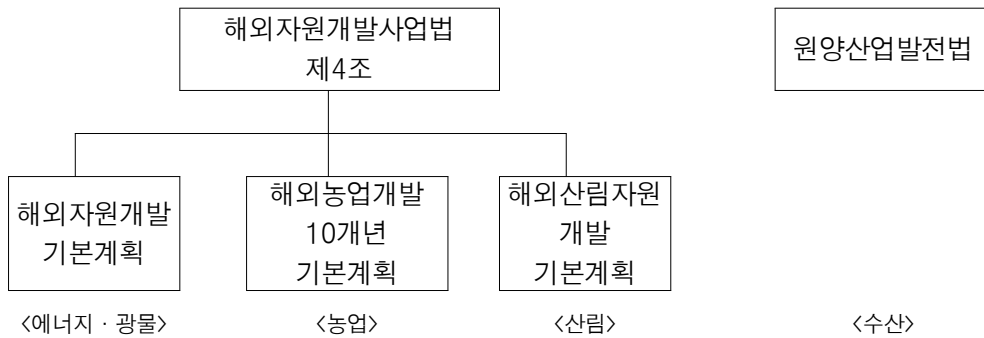 해외자원개발사업법
제4조
원양산업발전법
해외자원개발
기본계획
해외농업개발
10개년
기본계획
해외산림자원
개발
기본계획
〈에너지 · 광물〉
〈농업〉
〈산림〉
〈수산〉